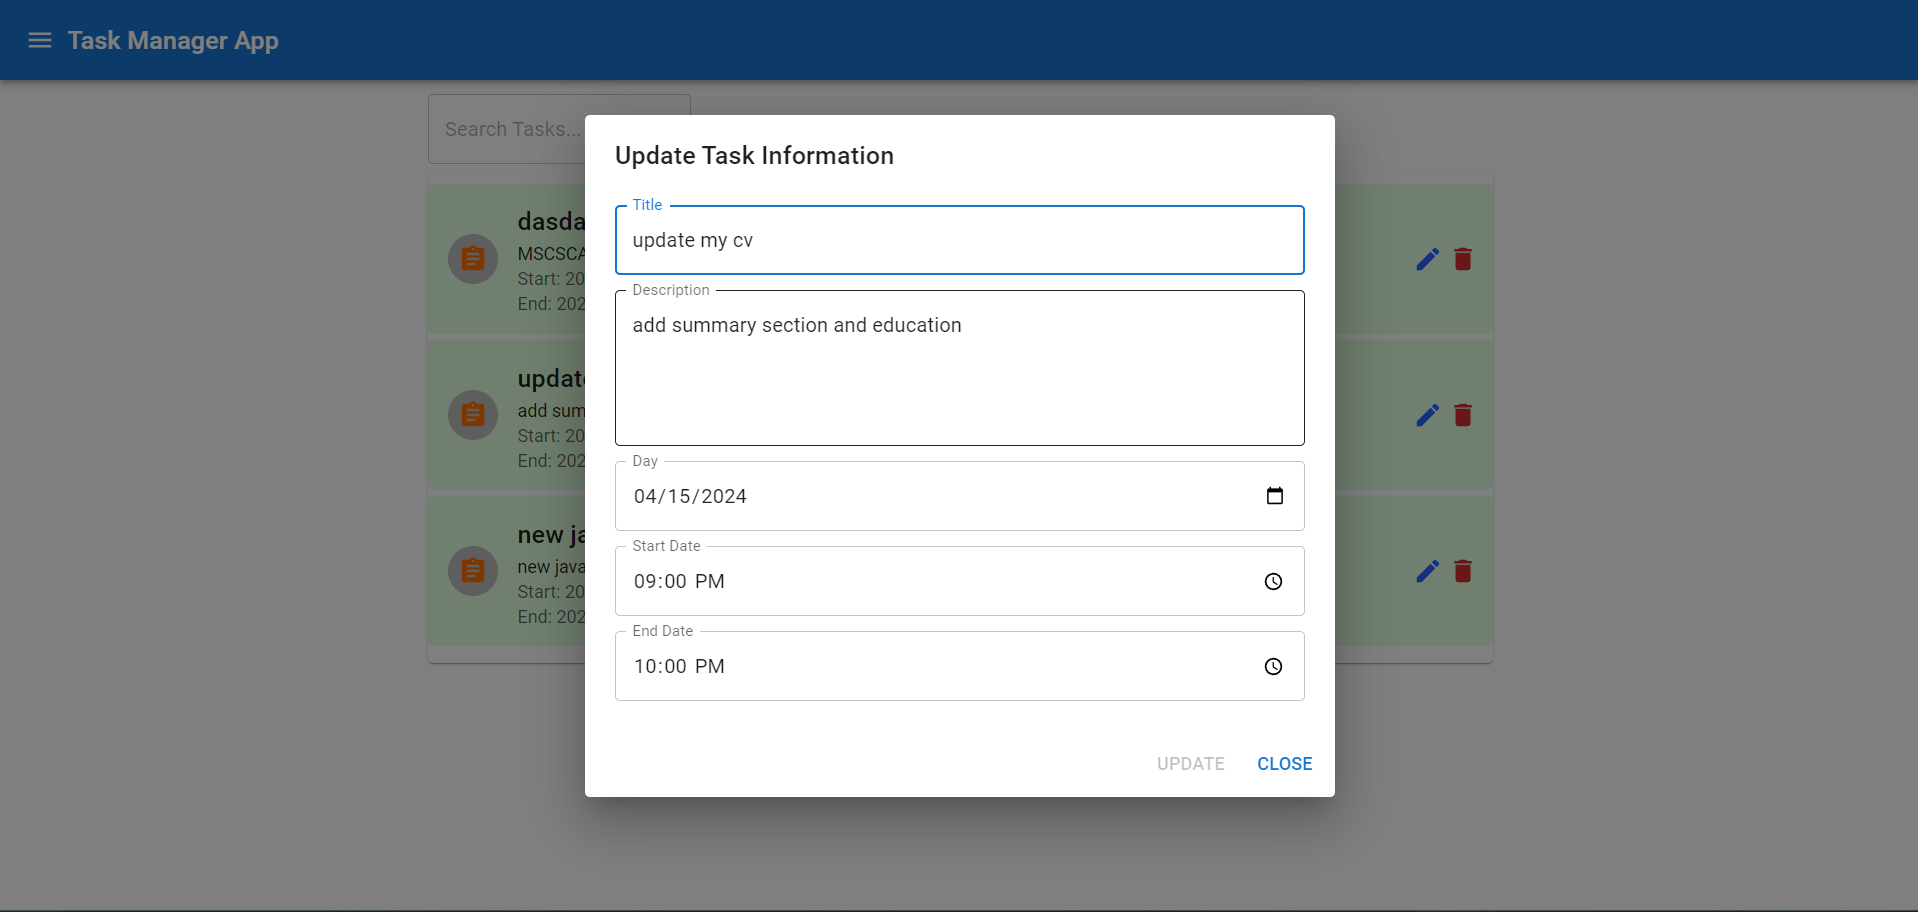 Task Manager App
Search Tasks...
Update Task Information
Title
update my cv
Description
add summary section and education
Day
04/15/2024
Start Date
09:00 PM
End Date
10:00 PM
UPDATE CLOSE
dasda
MSCSCA
Start: 20
End: 202
update
add sum
Start: 20
End: 202
new ja
new java
Start: 20
End: 202